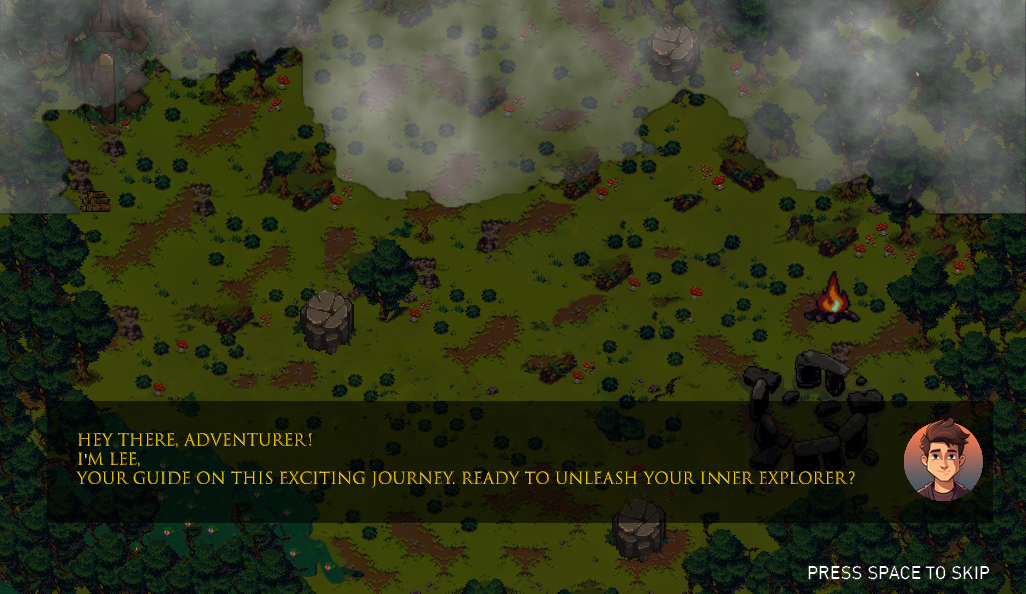 HEY THERE, ADVENTURER!
I'M LEE,
YOUR GUIDE ON THIS EXCITING JOURNEY. READY TO UNLEASH YOUR INNER EXPLORER?
PRESS SPACE TO SKIP